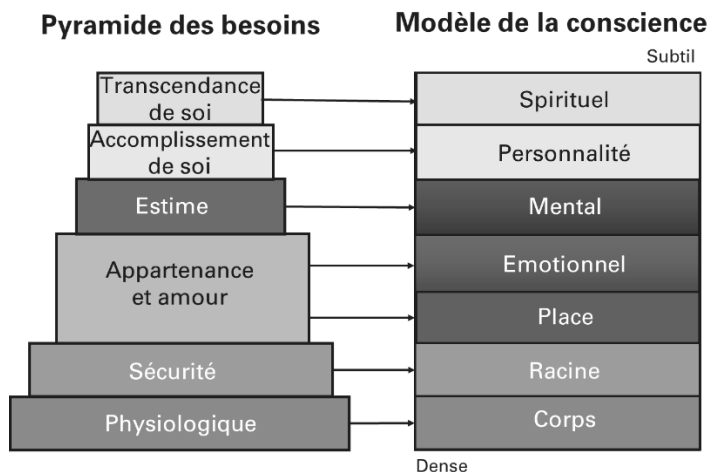 Pyramide des besoins
Modèle de la conscience
Subtil
Transcendance
de soi
Spirituel
Accomplissement
de soi
Personnalité
Estime
Mental
Appartenance
et amour
Emotionnel
Place
Sécurité
Racine
Physiologique
Corps
Dense